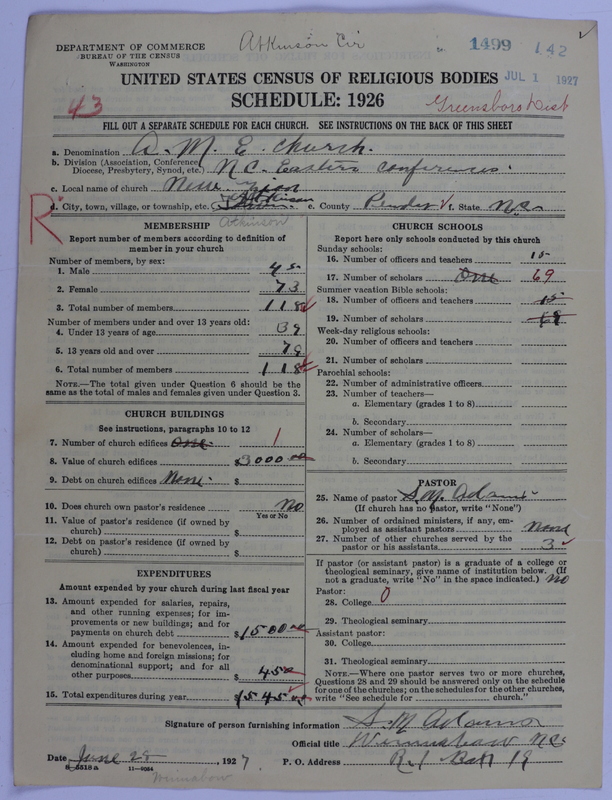 Atkinson Cir
1499 142
DEPARTMENT OF COMMERCE
BUREAU OF THE CENSUS
WASHINGTON
UNITED STATES CENSUS OF RELIGIOUS BODIES
JUL 1 1927
43
SCHEDULE: 1926
Greensboro Dist
FILL OUT A SEPARATE SCHEDULE FOR EACH CHURCH. SEE INSTRUCTIONS ON THE BACK OF THIS SHEET
a. Denomination A. M. E. Church.
b. Division (Association, Conference, Diocese, Presbytery, Synod, etc.) N.C. Eastern Conference.
c. Local name of church
d. City, town, village, or township, etc. Atkinson e. County Pender f. State N.C.
R
Atkinson
MEMBERSHIP
Report number of members according to definition of
member in your church
Number of members, by sex:
1. Male 45
2. Female 73
3. Total number of members 118
Number of members under and over 13 years old:
4. Under 13 years of age 39
5. 13 years old and over 79
6. Total number of members 118
NOTE.—The total given under Question 6 should be the
same as the total of males and females given under Question 3.
CHURCH BUILDINGS
See instructions, paragraphs 10 to 12
7. Number of church edifices One 1
8. Value of church edifices $3000.00
9. Debt on church edifices None $
10. Does church own pastor's residence No
Yes or No
11. Value of pastor's residence (if owned by
church) $
12. Debt on pastor's residence (if owned by
church) $
EXPENDITURES
Amount expended by your church during last fiscal year
13. Amount expended for salaries, repairs,
and other running expenses; for im-
provements or new buildings; and for
payments on church debt $1500.00
14. Amount expended for benevolences, in-
cluding home and foreign missions; for
denominational support; and for all
other purposes $45
15. Total expenditures during year $1545.00
CHURCH SCHOOLS
Report here only schools conducted by this church
Sunday schools:
16. Number of officers and teachers 15
17. Number of scholars One 69
Summer vacation Bible schools:
18. Number of officers and teachers 15
19. Number of scholars 69
Week-day religious schools:
20. Number of officers and teachers
21. Number of scholars
Parochial schools:
22. Number of administrative officers
23. Number of teachers—
a. Elementary (grades 1 to 8)
b. Secondary
24. Number of scholars—
a. Elementary (grades 1 to 8)
b. Secondary
PASTOR
25. Name of pastor S. M. Adams
(If church has no pastor, write "None")
26. Number of ordained ministers, if any, em-
ployed as assistant pastors None
27. Number of other churches served by the
pastor or his assistants 3
If pastor (or assistant pastor) is a graduate of a college or
theological seminary, give name of institution below. (If
not a graduate, write "No" in the space indicated.) No
Pastor:
28. College 0
29. Theological seminary
Assistant pastor:
30. College
31. Theological seminary
NOTE.—Where one pastor serves two or more churches,
Questions 28 and 29 should be answered only on the schedule
for one of the churches; on the schedules for the other churches,
write "See schedule for church."
Signature of person furnishing information S. M. Adams
Official title Winnabow N.C.
Date June 28, 1927 P. O. Address R. 1 Box 19
8-5318a 11-9024
Winnabow